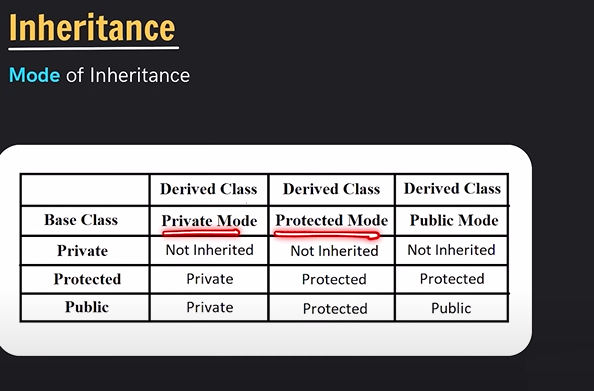 Inheritance
Mode of Inheritance
Derived Class Derived Class Derived Class
Base Class Private Mode Protected Mode Public Mode
Private Not Inherited Not Inherited Not Inherited
Protected Private Protected Protected
Public Private Protected Public